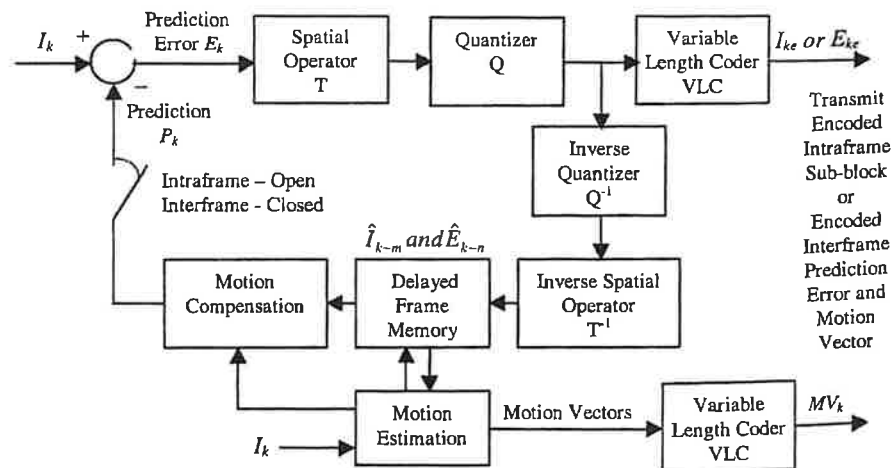 I_k
+
−
Prediction
Error E_k
Spatial
Operator
T
Quantizer
Q
Variable
Length Coder
VLC
I_ke or E_ke
Transmit
Encoded
Intraframe
Sub-block
or
Encoded
Interframe
Prediction
Error and
Motion
Vector
Prediction
P_k
Intraframe – Open
Interframe - Closed
Inverse
Quantizer
Q^-1
Î_k-m and Ê_k-n
Motion
Compensation
Delayed
Frame
Memory
Inverse Spatial
Operator
T^-1
I_k
Motion
Estimation
Motion Vectors
Variable
Length Coder
VLC
MV_k